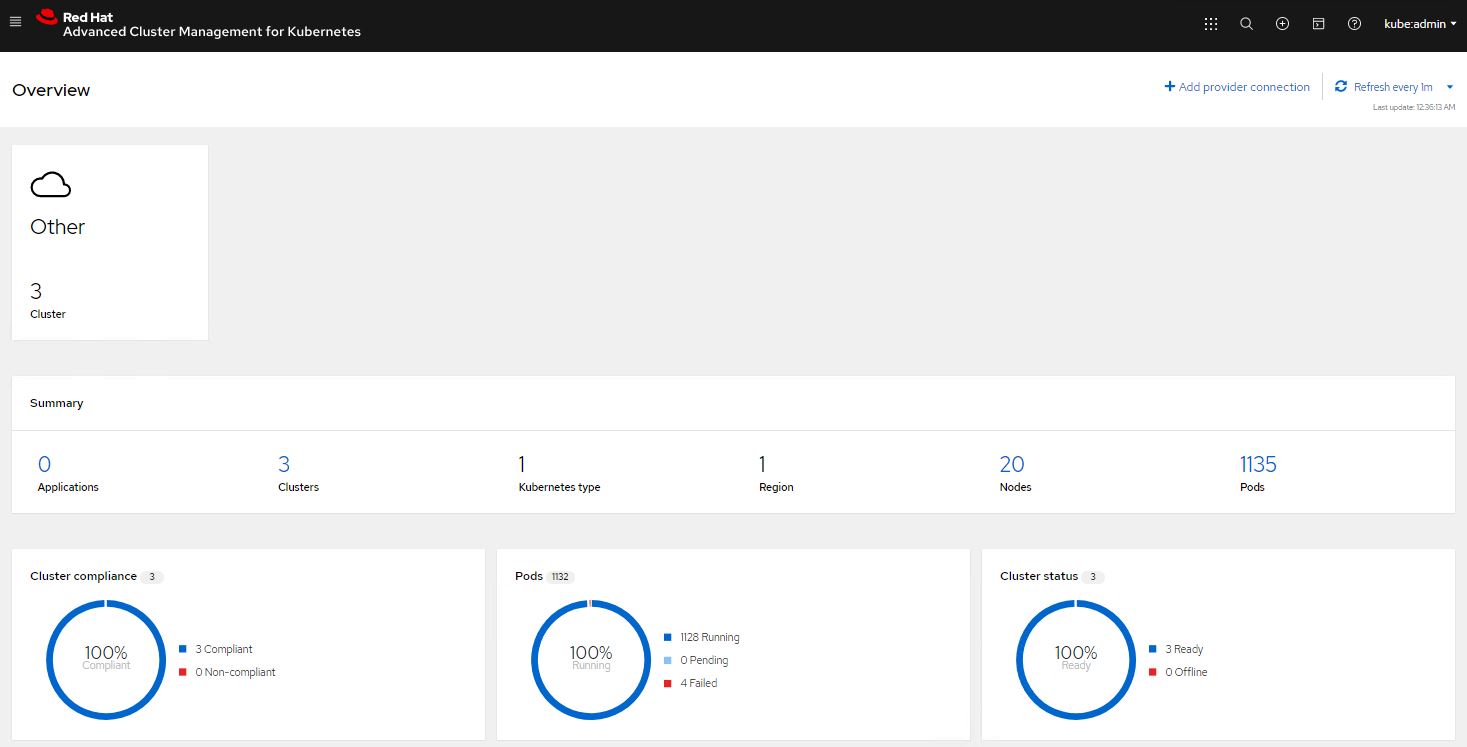 Red Hat
Advanced Cluster Management for Kubernetes
kube:admin
Overview
Add provider connection
Refresh every 1m
Last update: 12:36:13 AM
Other
3
Cluster
Summary
0
Applications
3
Clusters
1
Kubernetes type
1
Region
20
Nodes
1135
Pods
Cluster compliance 3
100%
Compliant
3 Compliant
0 Non-compliant
Pods 1132
100%
Running
1128 Running
0 Pending
4 Failed
Cluster status 3
100%
Ready
3 Ready
0 Offline